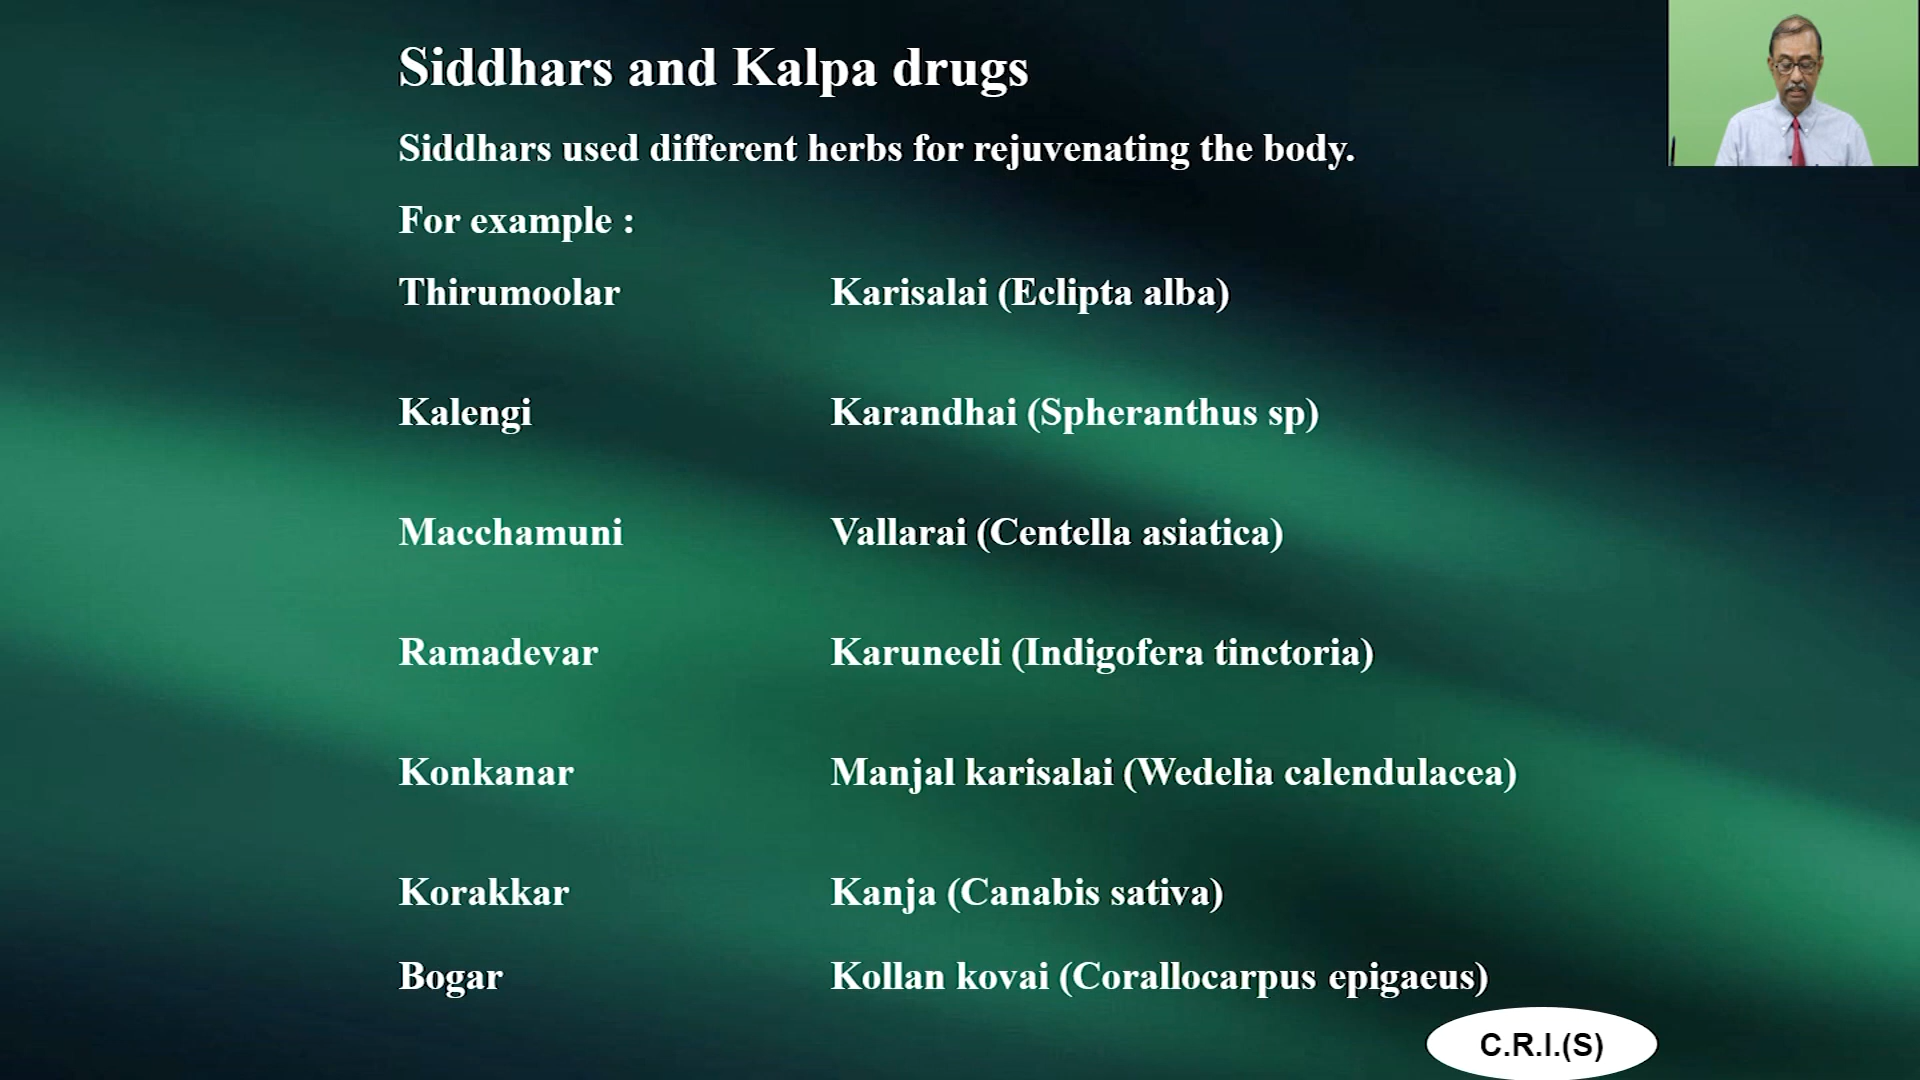 Siddhars and Kalpa drugs
Siddhars used different herbs for rejuvenating the body.
For example :
Thirumoolar Karisalai (Eclipta alba)
Kalengi Karandhai (Spheranthus sp)
Macchamuni Vallarai (Centella asiatica)
Ramadevar Karuneeli (Indigofera tinctoria)
Konkanar Manjal karisalai (Wedelia calendulacea)
Korakkar Kanja (Canabis sativa)
Bogar Kollan kovai (Corallocarpus epigaeus)
C.R.I.(S)